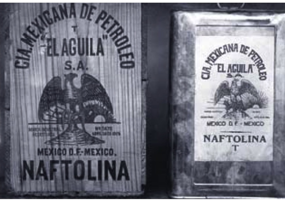 CIA. MEXICANA DE PETROLEO
"EL AGUILA"
S.A.
MEXICO D.F.-MEXICO.
NAFTOLINA
CIA. MEXICANA DE PETROLEO
"EL AGUILA"
S.A.
MEXICO D.F.-MEXICO
NAFTOLINA
T